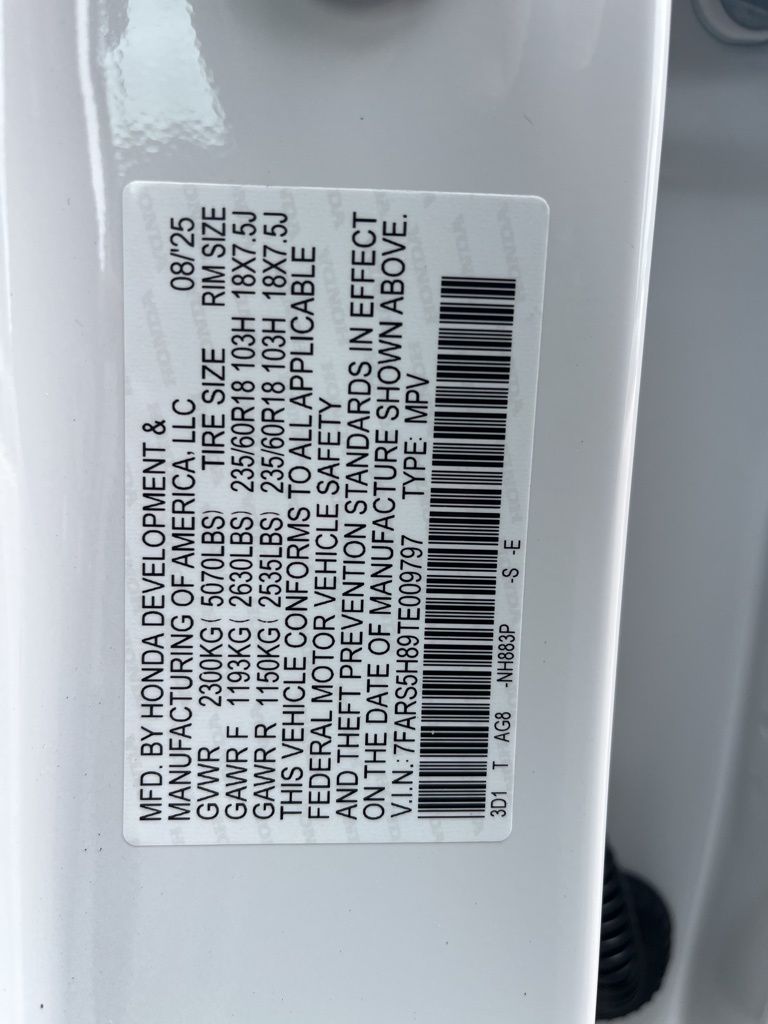 MFD. BY HONDA DEVELOPMENT &
MANUFACTURING OF AMERICA, LLC 08/'25
GVWR 2300KG ( 5070LBS) TIRE SIZE RIM SIZE
GAWR F 1193KG ( 2630LBS) 235/60R18 103H 18X7.5J
GAWR R 1150KG ( 2535LBS) 235/60R18 103H 18X7.5J
THIS VEHICLE CONFORMS TO ALL APPLICABLE
FEDERAL MOTOR VEHICLE SAFETY
AND THEFT PREVENTION STANDARDS IN EFFECT
ON THE DATE OF MANUFACTURE SHOWN ABOVE.
V.I.N.: 7FARS5H89TE009797 TYPE: MPV
3D1 T AG8 -NH883P -S -E